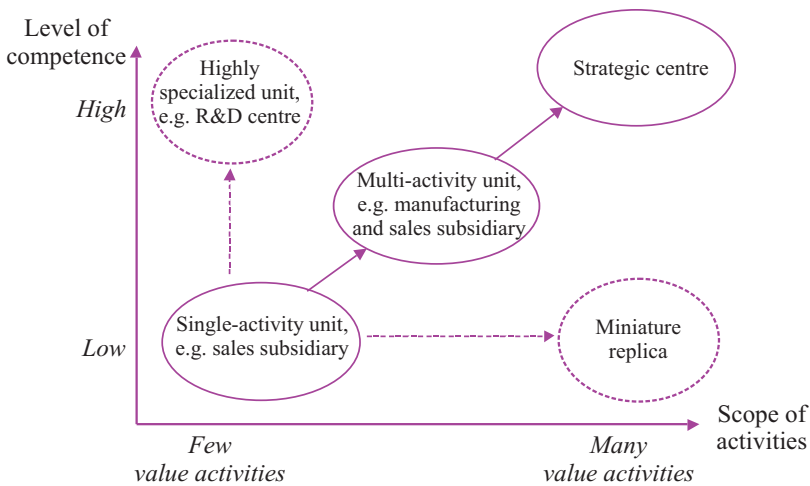 Level of
competence
High
Low
Highly
specialized unit,
e.g. R&D centre
Strategic centre
Multi-activity unit,
e.g. manufacturing
and sales subsidiary
Single-activity unit,
e.g. sales subsidiary
Miniature
replica
Scope of
activities
Few
value activities
Many
value activities